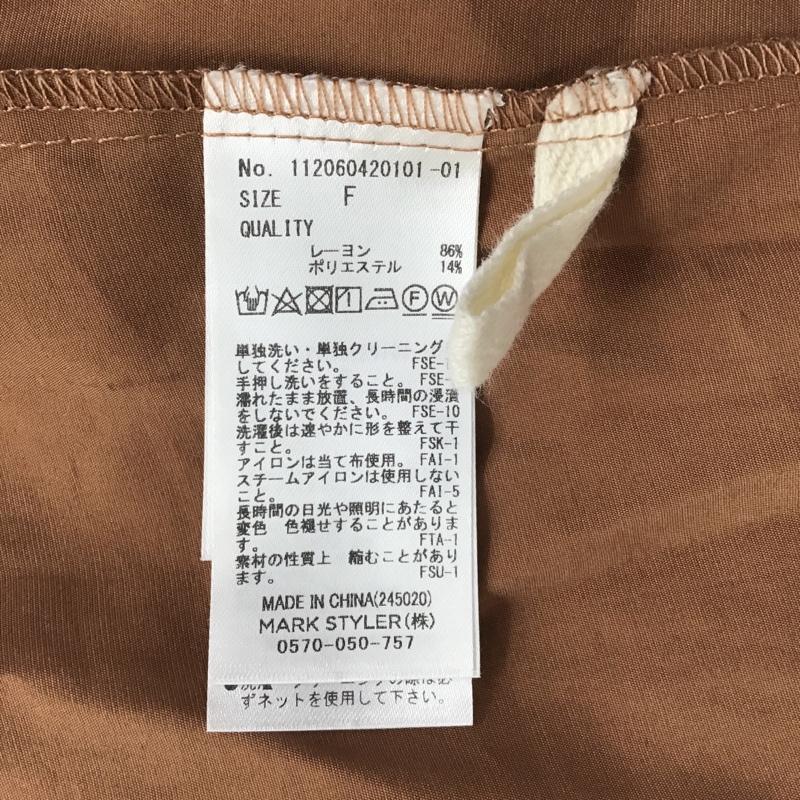 No. 112060420101-01
SIZE F
QUALITY
レーヨン 86%
ポリエステル 14%
単独洗い・単独クリーニング
してください。 FSE-
手押し洗いをすること。 FSE-
濡れたまま放置、長時間の浸漬
をしないでください。 FSE-10
洗濯後は速やかに形を整えて干
すこと。 FSK-1
アイロンは当て布使用。 FAI-1
スチームアイロンは使用しない
こと。 FAI-5
長時間の日光や照明にあたると
変色 色褪せすることがありま
す。 FTA-1
素材の性質上 縮むことがあり
ます。 FSU-1
MADE IN CHINA(245020)
MARK STYLER(株)
0570-050-757
ずネットを使用して下さい。